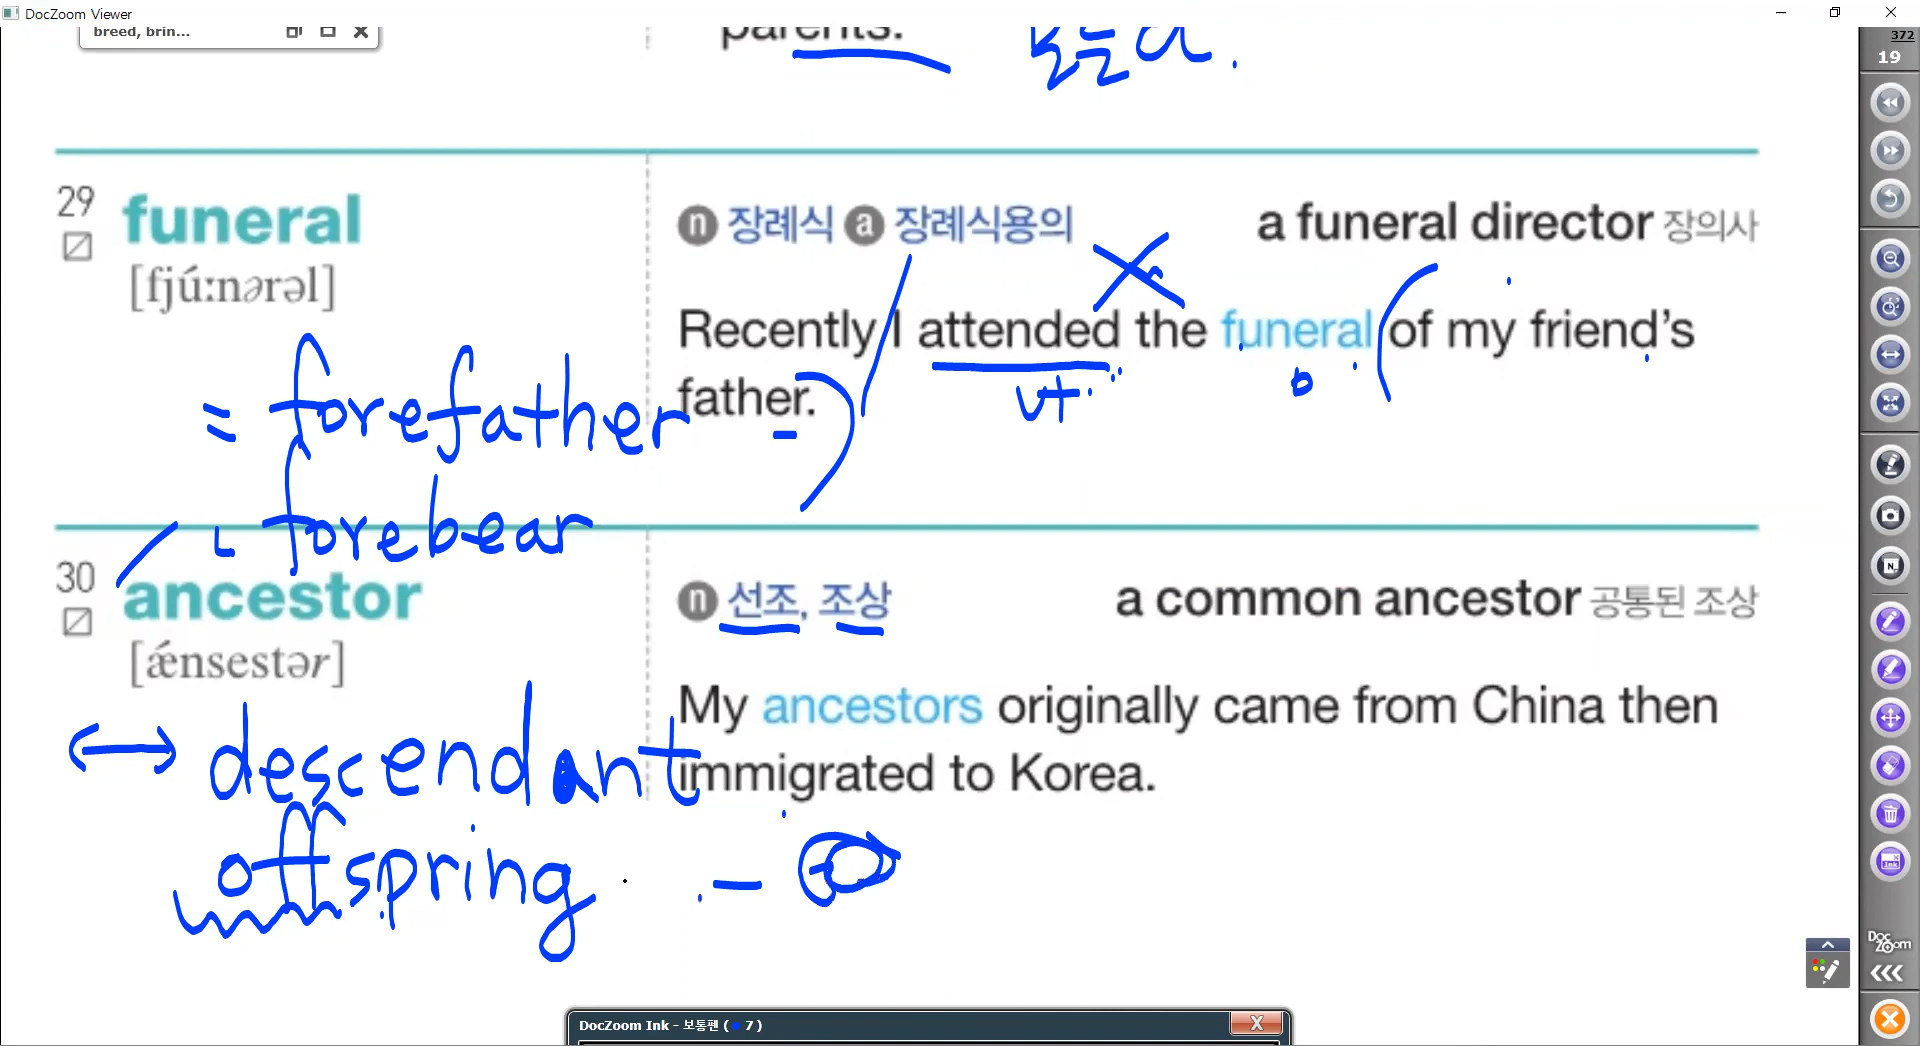 DocZoom Viewer
breed, brin...
372
19
parents.
29
funeral
[fjúːnərəl]
n 장례식 a 장례식용의
a funeral director 장의사
Recently I attended the funeral of my friend's
father.
vt
o
= forefather
forebear
30
ancestor
[ǽnsestər]
n 선조, 조상
a common ancestor 공통된 조상
My ancestors originally came from China then
immigrated to Korea.
↔ descendant
offspring
DocZoom
DocZoom Ink - 보통펜 ( 7 )